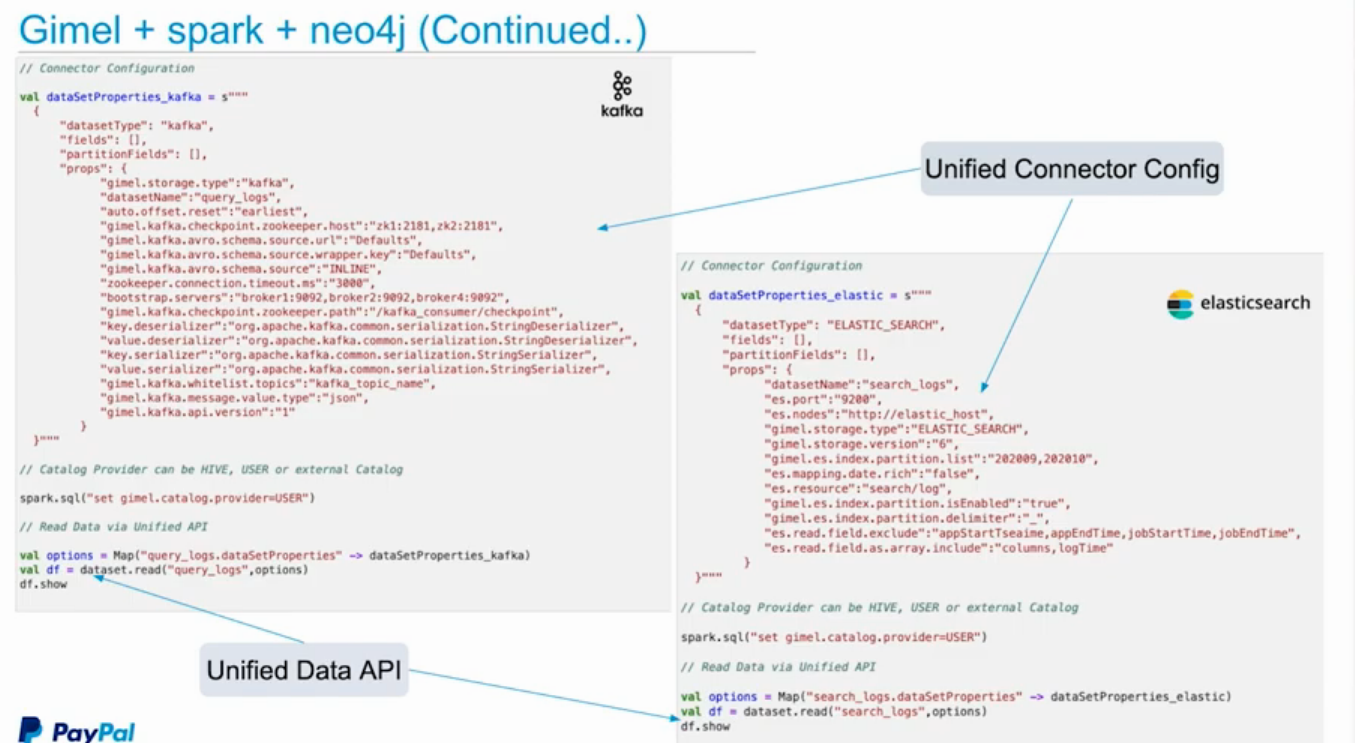 Gimel + spark + neo4j (Continued..)
// Connector Configuration
kafka
val dataSetProperties_kafka = s"""
{
"datasetType": "kafka",
"fields": [],
"partitionFields": [],
"props": {
"gimel.storage.type":"kafka",
"datasetName":"query_logs",
"auto.offset.reset":"earliest",
"gimel.kafka.checkpoint.zookeeper.host":"zk1:2181,zk2:2181",
"gimel.kafka.avro.schema.source.url":"Defaults",
"gimel.kafka.avro.schema.source.wrapper.key":"Defaults",
"gimel.kafka.avro.schema.source":"INLINE",
"zookeeper.connection.timeout.ms":"3000",
"bootstrap.servers":"broker1:9092,broker2:9092,broker4:9092",
"gimel.kafka.checkpoint.zookeeper.path":"/kafka_consumer/checkpoint",
"key.deserializer":"org.apache.kafka.common.serialization.StringDeserializer",
"value.deserializer":"org.apache.kafka.common.serialization.StringDeserializer",
"key.serializer":"org.apache.kafka.common.serialization.StringSerializer",
"value.serializer":"org.apache.kafka.common.serialization.StringSerializer",
"gimel.kafka.whitelist.topics":"kafka_topic_name",
"gimel.kafka.message.value.type":"json",
"gimel.kafka.api.version":"1"
}
}"""
// Catalog Provider can be HIVE, USER or external Catalog
spark.sql("set gimel.catalog.provider=USER")
// Read Data via Unified API
val options = Map("query_logs.dataSetProperties" -> dataSetProperties_kafka)
val df = dataset.read("query_logs",options)
df.show
Unified Connector Config
// Connector Configuration
elasticsearch
val dataSetProperties_elastic = s"""
{
"datasetType": "ELASTIC_SEARCH",
"fields": [],
"partitionFields": [],
"props": {
"datasetName":"search_logs",
"es.port":"9200",
"es.nodes":"http://elastic_host",
"gimel.storage.type":"ELASTIC_SEARCH",
"gimel.storage.version":"6",
"gimel.es.index.partition.list":"202009,202010",
"es.mapping.date.rich":"false",
"es.resource":"search/log",
"gimel.es.index.partition.isEnabled":"true",
"gimel.es.index.partition.delimiter":"_",
"es.read.field.exclude":"appStartTseaime,appEndTime,jobStartTime,jobEndTime",
"es.read.field.as.array.include":"columns,logTime"
}
}"""
// Catalog Provider can be HIVE, USER or external Catalog
spark.sql("set gimel.catalog.provider=USER")
// Read Data via Unified API
val options = Map("search_logs.dataSetProperties" -> dataSetProperties_elastic)
val df = dataset.read("search_logs",options)
df.show
Unified Data API
PayPal